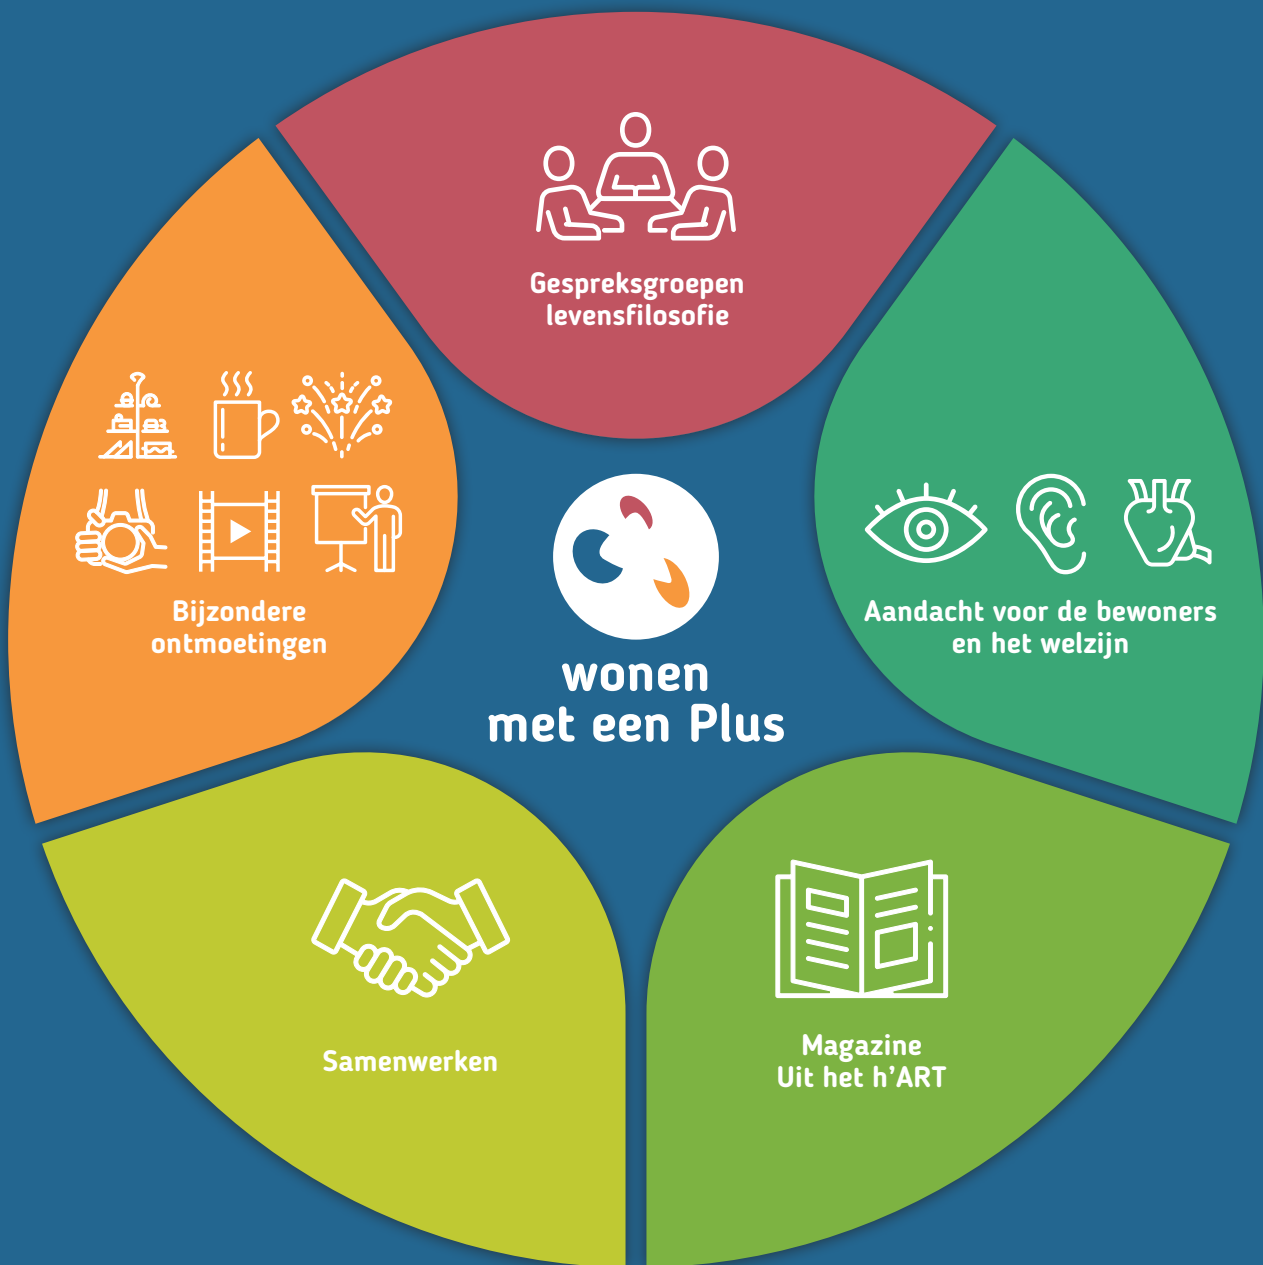 Gespreksgroepen
levensfilosofie
Bijzondere
ontmoetingen
Aandacht voor de bewoners
en het welzijn
wonen
met een Plus
Samenwerken
Magazine
Uit het h’ART